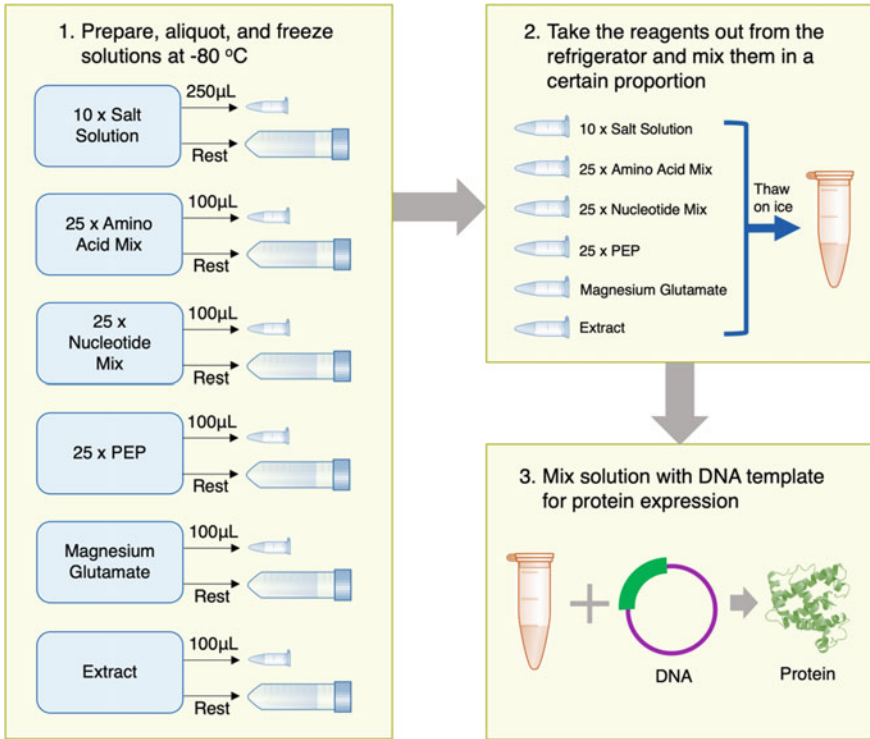 1. Prepare, aliquot, and freeze
solutions at -80 °C
250µL
10 x Salt
Solution
Rest
100µL
25 x Amino
Acid Mix
Rest
100µL
25 x
Nucleotide
Mix
Rest
100µL
25 x PEP
Rest
100µL
Magnesium
Glutamate
Rest
100µL
Extract
Rest
2. Take the reagents out from the
refrigerator and mix them in a
certain proportion
10 x Salt Solution
25 x Amino Acid Mix
25 x Nucleotide Mix
25 x PEP
Magnesium Glutamate
Extract
Thaw
on ice
3. Mix solution with DNA template
for protein expression
DNA
Protein